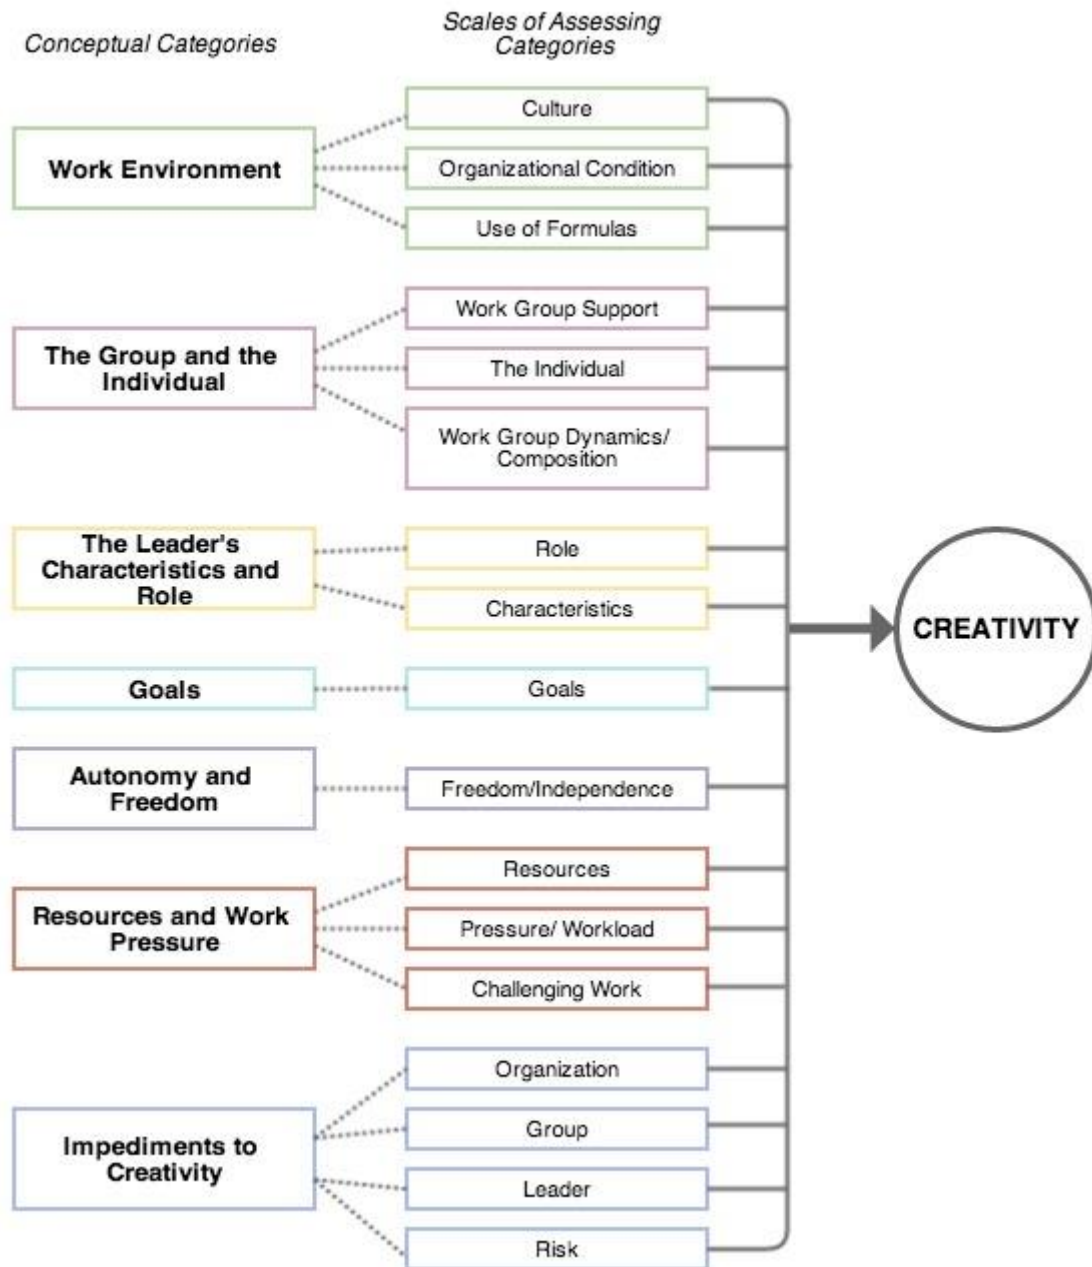 Conceptual Categories
Scales of Assessing
Categories
Work Environment
Culture
Organizational Condition
Use of Formulas
The Group and the
Individual
Work Group Support
The Individual
Work Group Dynamics/
Composition
The Leader's
Characteristics and
Role
Role
Characteristics
CREATIVITY
Goals
Goals
Autonomy and
Freedom
Freedom/Independence
Resources and Work
Pressure
Resources
Pressure/ Workload
Challenging Work
Impediments to
Creativity
Organization
Group
Leader
Risk